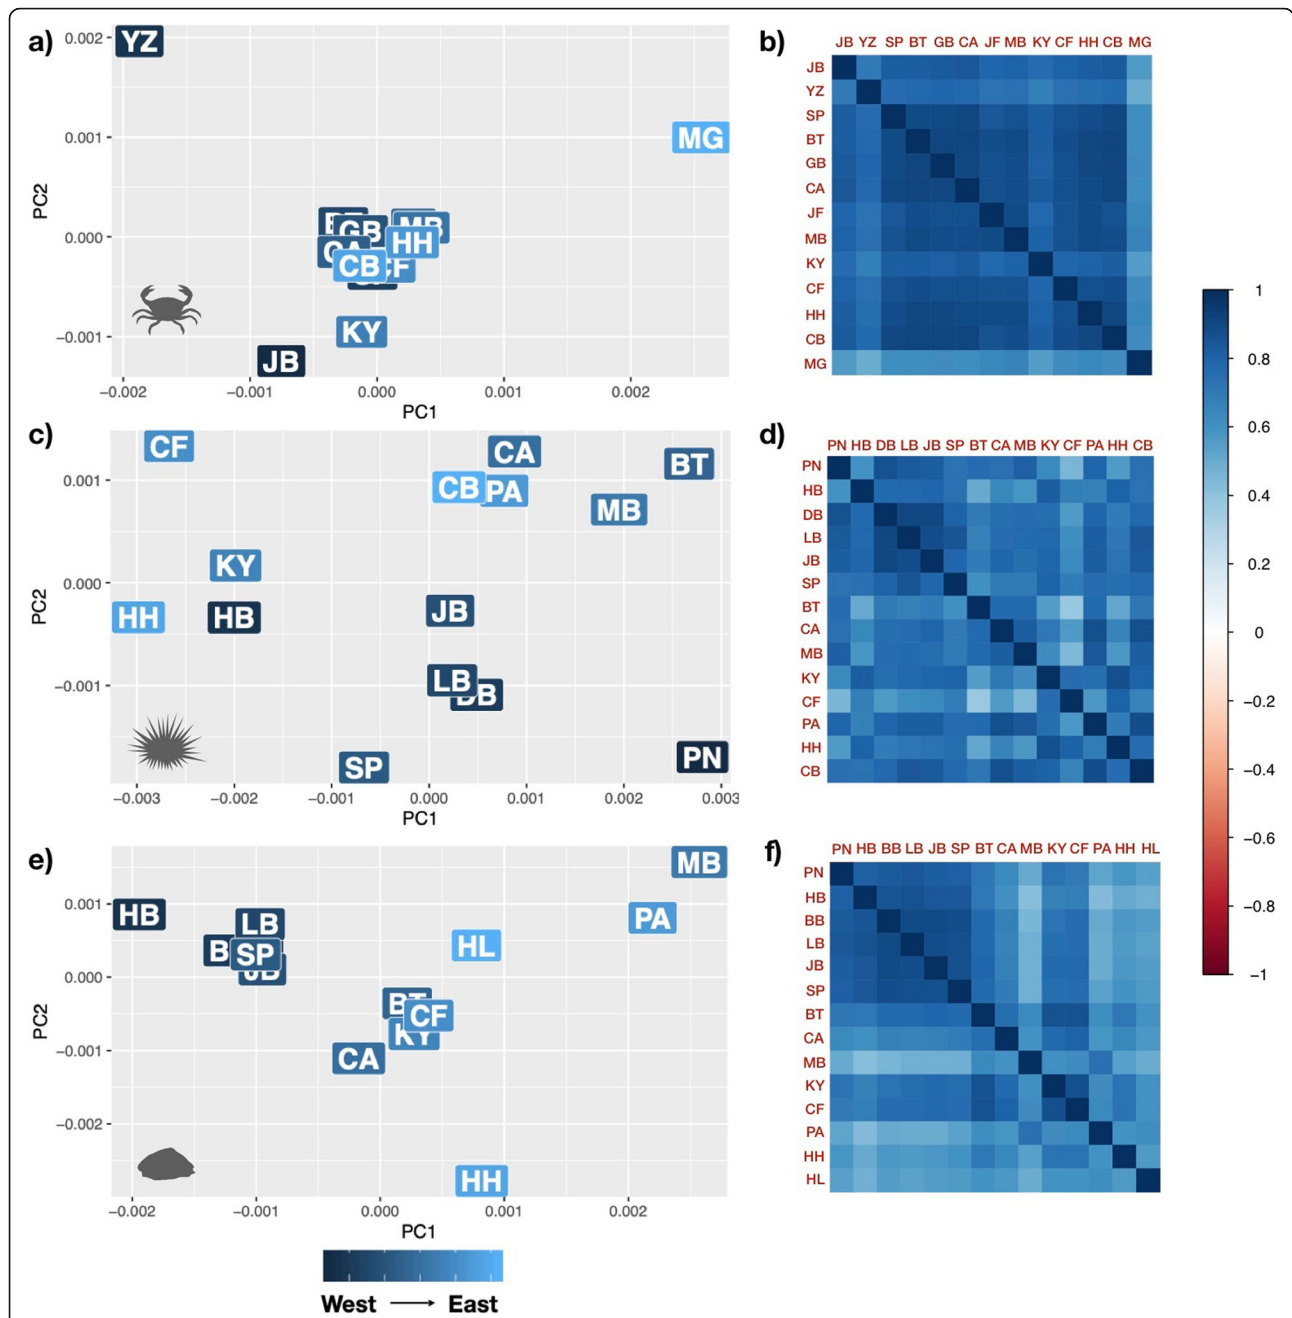 a)
0.002
0.001
0.000
−0.001
PC2
YZ
MG
GB
MB
HH
CA
CB
CF
KY
JB
−0.002 −0.001 0.000 0.001 0.002
PC1
b)
JB YZ SP BT GB CA JF MB KY CF HH CB MG
JB
YZ
SP
BT
GB
CA
JF
MB
KY
CF
HH
CB
MG
c)
0.001
0.000
−0.001
PC2
CF
CA
BT
CB PA
MB
KY
HH
HB
JB
LB
DB
SP
PN
−0.003 −0.002 −0.001 0.000 0.001 0.002 0.003
PC1
d)
PN HB DB LB JB SP BT CA MB KY CF PA HH CB
PN
HB
DB
LB
JB
SP
BT
CA
MB
KY
CF
PA
HH
CB
e)
0.001
0.000
−0.001
−0.002
PC2
MB
HB
LB
PA
HL
B
SP
JB
BT
CF
KY
CA
HH
−0.002 −0.001 0.000 0.001 0.002
PC1
f)
PN HB BB LB JB SP BT CA MB KY CF PA HH HL
PN
HB
BB
LB
JB
SP
BT
CA
MB
KY
CF
PA
HH
HL
1
0.8
0.6
0.4
0.2
0
−0.2
−0.4
−0.6
−0.8
−1
West → East